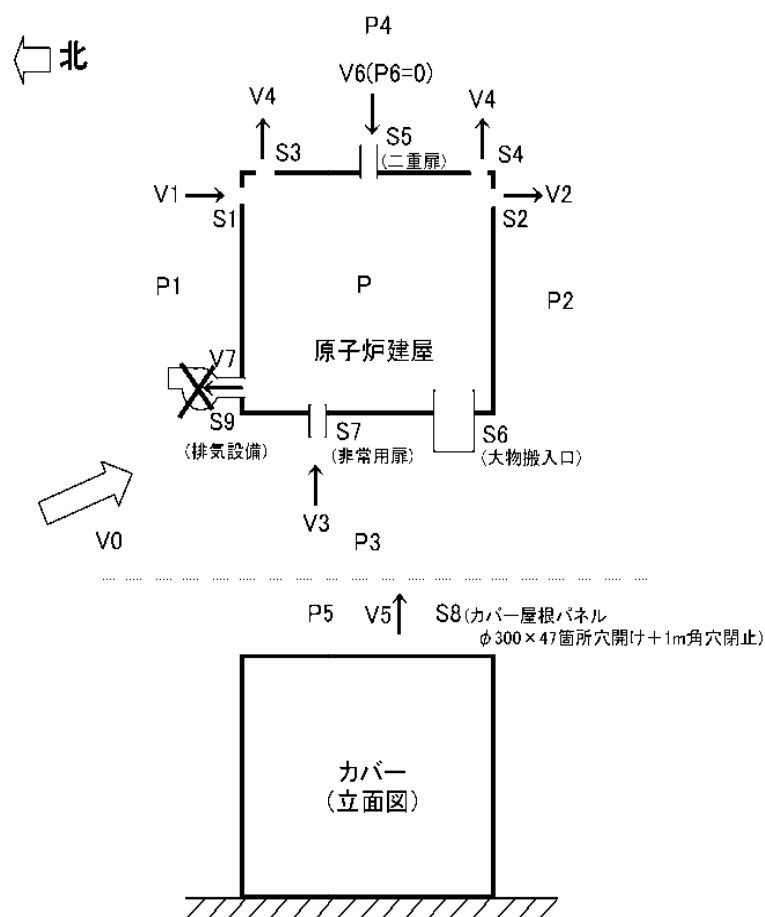 P4
北
V6(P6=0)
V4
V4
S5
(二重扉)
S3
S4
V1
S1
V2
S2
P1
P
P2
原子炉建屋
V7
S9
(排気設備)
S7
(非常用扉)
S6
(大物搬入口)
V0
V3
P3
P5
V5
S8(カバー屋根パネル
φ300×47箇所穴開け+1m角穴閉止)
カバー
(立面図)